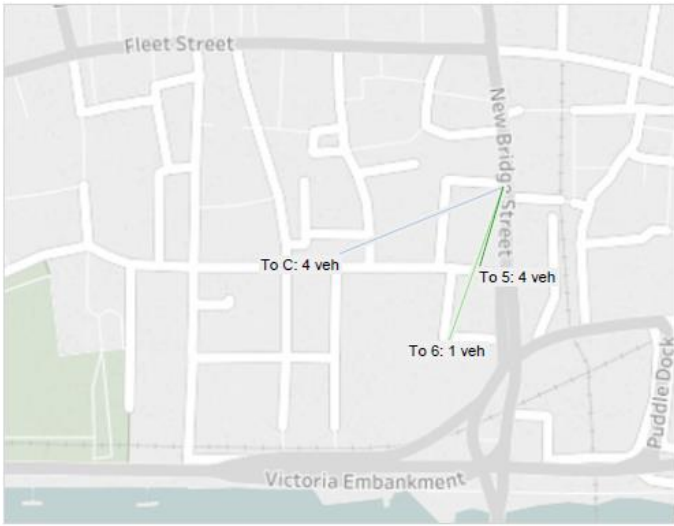 Fleet Street
New Bridge Street
To C: 4 veh
To 5: 4 veh
To 6: 1 veh
Puddle Dock
Victoria Embankment